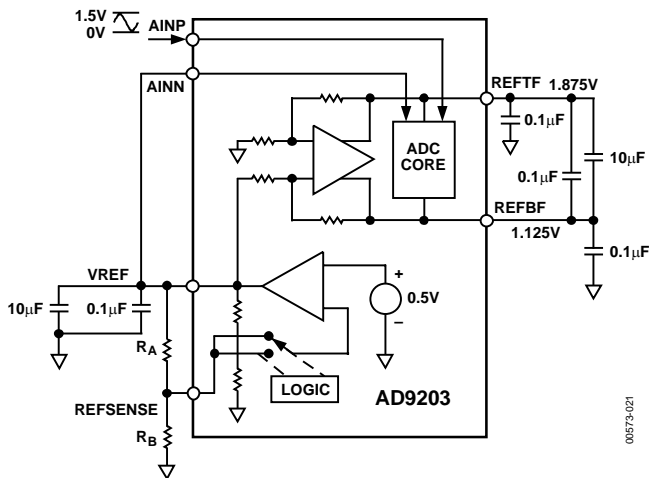 1.5V
0V
AINP
AINN
REFTF
1.875V
0.1μF
ADC
CORE
0.1μF
10μF
REFBF
1.125V
VREF
+
0.5V
–
0.1μF
10μF
0.1μF
RA
LOGIC
AD9203
REFSENSE
RB
00573-021